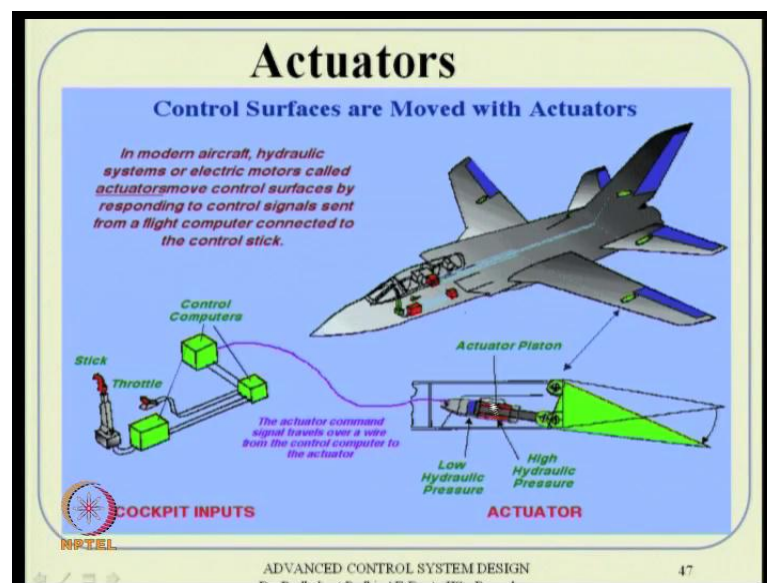 Actuators
Control Surfaces are Moved with Actuators
In modern aircraft, hydraulic
systems or electric motors called
actuatorsmove control surfaces by
responding to control signals sent
from a flight computer connected to
the control stick.
Control
Computers
Stick
Throttle
The actuator command
signal travels over a wire
from the control computer to
the actuator
COCKPIT INPUTS
Actuator Piston
Low
Hydraulic
Pressure
High
Hydraulic
Pressure
ACTUATOR
NPTEL
ADVANCED CONTROL SYSTEM DESIGN
47